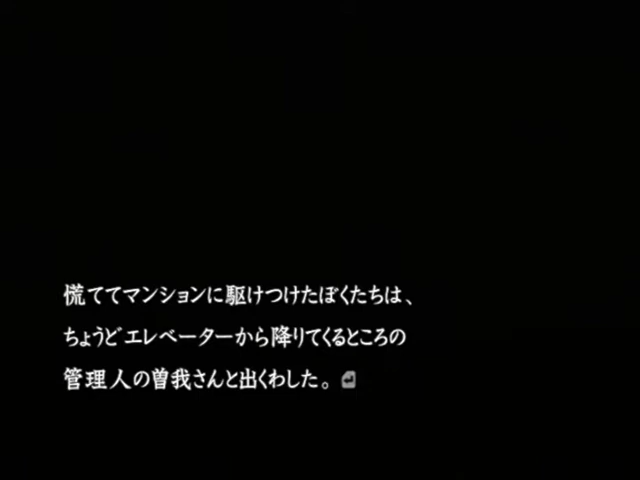 慌ててマンションに駆けつけたぼくたちは、
ちょうどエレベーターから降りてくるところの
管理人の曽我さんと出くわした。